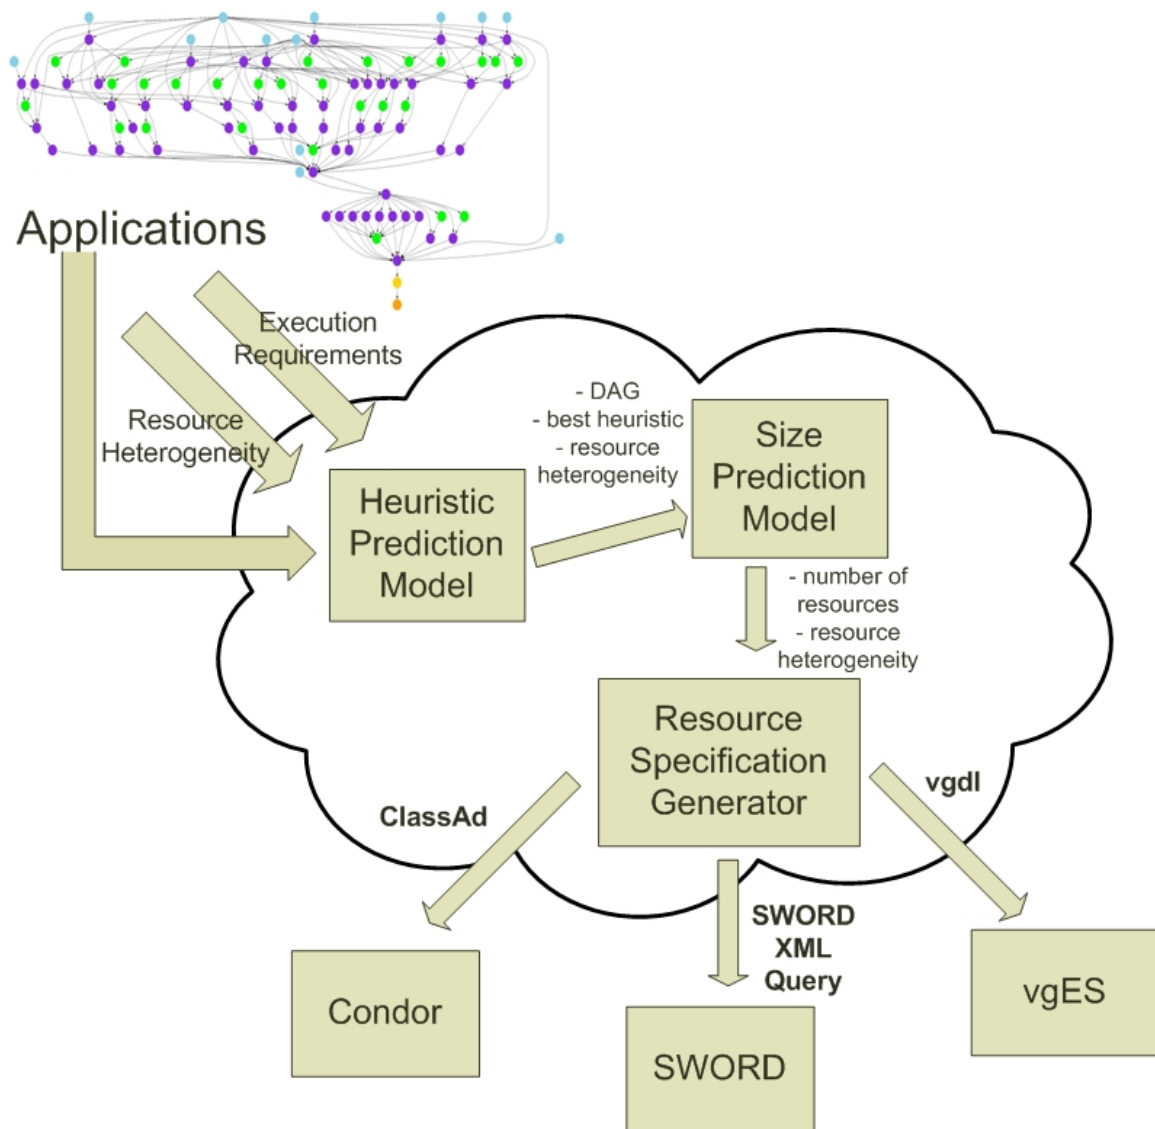 Applications
Execution
Requirements
Resource
Heterogeneity
- DAG
- best heuristic
- resource
heterogeneity
Size
Prediction
Model
Heuristic
Prediction
Model
- number of
resources
- resource
heterogeneity
Resource
Specification
Generator
ClassAd
vgdl
SWORD
XML
Query
Condor
SWORD
vgES